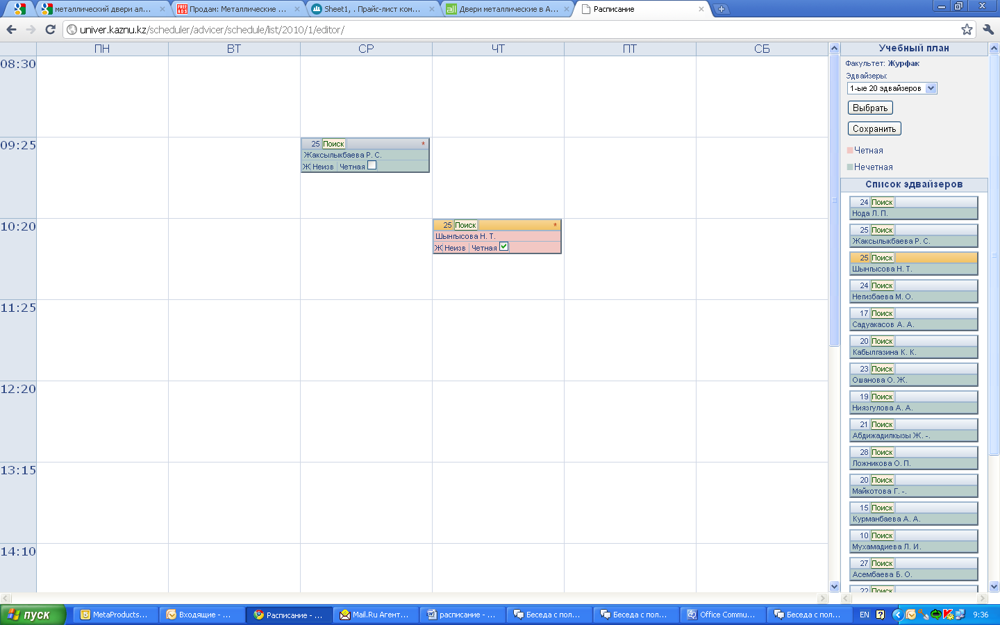 металлический двери ал...
Продам: Металлические ...
Sheet1, . Прайс-лист ком...
Двери металлические в А...
Расписание
univer.kaznu.kz/scheduler/advicer/schedule/list/2010/1/editor/
ПН ВТ СР ЧТ ПТ СБ
08:30
09:25
10:20
11:25
12:20
13:15
14:10
25 Поиск *
Жаксылыкбаева Р. С.
Ж Неизв Четная
25 Поиск *
Шынгысова Н. Т.
Ж Неизв Четная
Учебный план
Факультет: Журфак
Эдвайзеры:
1-ые 20 эдвайзеров
Выбрать
Сохранить
Четная
Нечетная
Список эдвайзеров
24 Поиск
Нода Л. П.
25 Поиск
Жаксылыкбаева Р. С.
25 Поиск
Шынгысова Н. Т.
24 Поиск
Негизбаева М. О.
17 Поиск
Садуакасов А. А.
20 Поиск
Кабылгазина К. К.
23 Поиск
Ошанова О. Ж.
19 Поиск
Ниязгулова А. А.
21 Поиск
Абдижадилкызы Ж. -.
28 Поиск
Ложникова О. П.
20 Поиск
Майкотова Г. -.
15 Поиск
Курманбаева А. А.
10 Поиск
Мухамадиева Л. И.
27 Поиск
Асембаева Б. О.
22 Поиск
пуск
MetaProducts...
Входящие - ...
Расписание - ...
Mail.Ru Агент...
расписание - ...
Беседа с пол...
Беседа с пол...
Office Commu...
Беседа с пол...
EN
9:36